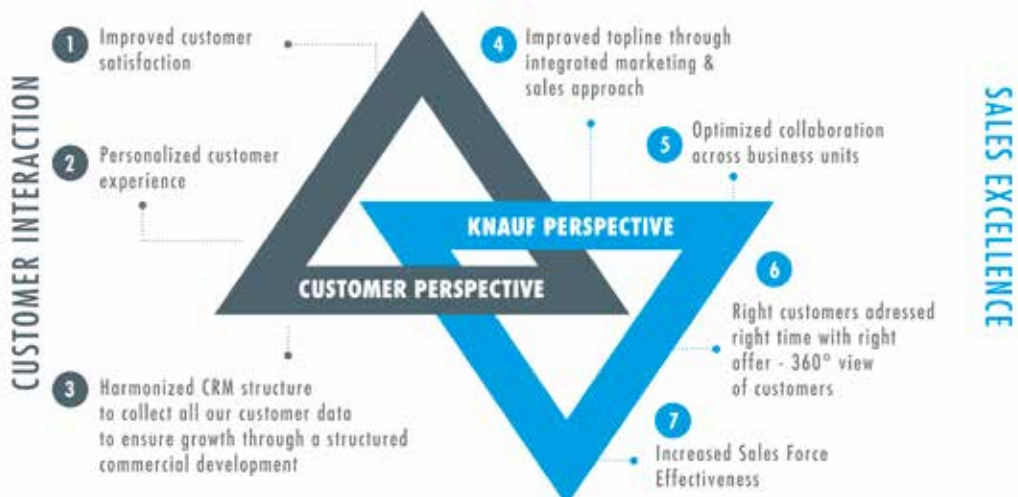 CUSTOMER INTERACTION
1
Improved customer
satisfaction
2
Personalized customer
experience
3
Harmonized CRM structure
to collect all our customer data
to ensure growth through a structured
commercial development
CUSTOMER PERSPECTIVE
KNAUF PERSPECTIVE
4
Improved topline through
integrated marketing &
sales approach
5
Optimized collaboration
across business units
6
Right customers adressed
right time with right
offer - 360° view
of customers
7
Increased Sales Force
Effectiveness
SALES EXCELLENCE